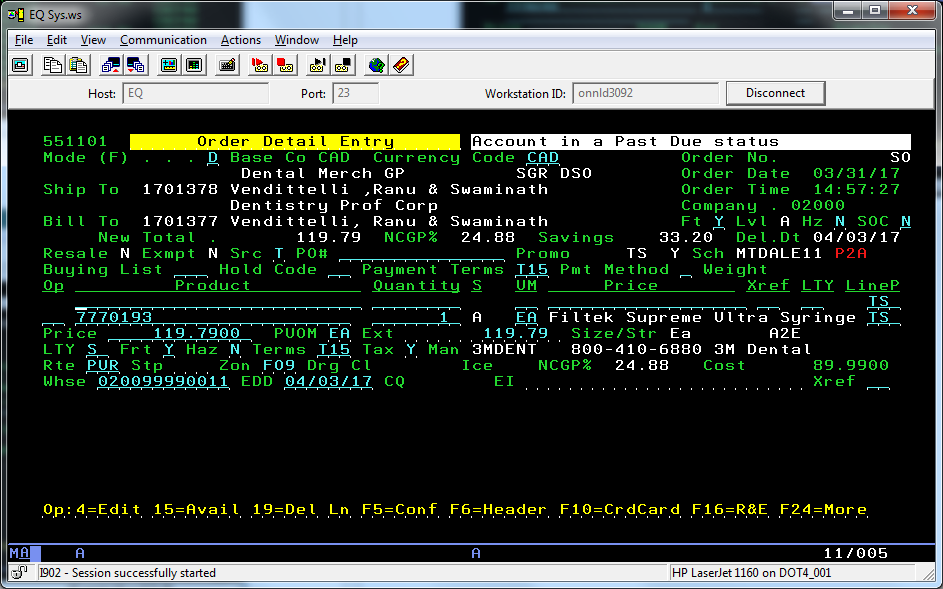 EQ Sys.ws
File Edit View Communication Actions Window Help
Host: EQ Port: 23 Workstation ID: onnld3092 Disconnect
551101 Order Detail Entry Account in a Past Due status
Mode (F) . . . D Base Co CAD Currency Code CAD Order No. SO
Dental Merch GP SGR DSO Order Date 03/31/17
Ship To 1701378 Vendittelli ,Ranu & Swaminath Order Time 14:57:27
Dentistry Prof Corp Company . 02000
Bill To 1701377 Vendittelli, Ranu & Swaminath Ft Y Lvl A Hz N SOC N
New Total . 119.79 NCGP% 24.88 Savings 33.20 Del.Dt 04/03/17
Resale N Exmpt N Src T PO# Promo TS Y Sch MTDALE11 P2A
Buying List Hold Code Payment Terms T15 Pmt Method Weight
Op Product Quantity S UM Price Xref LTY LineP
TS
7770193 1 A EA Filtek Supreme Ultra Syringe TS
Price 119.7900 PUOM EA Ext 119.79 Size/Str Ea A2E
LTY S Frt Y Haz N Terms T15 Tax Y Man 3MDENT 800-410-6880 3M Dental
Rte PUR Stp Zon FO9 Drg Cl Ice NCGP% 24.88 Cost 89.9900
Whse 020099990011 EDD 04/03/17 CQ EI Xref
Op:4=Edit 15=Avail 19=Del Ln F5=Conf F6=Header F10=CrdCard F16=R&E F24=More
MA A A 11/005
I902 - Session successfully started HP LaserJet 1160 on DOT4_001